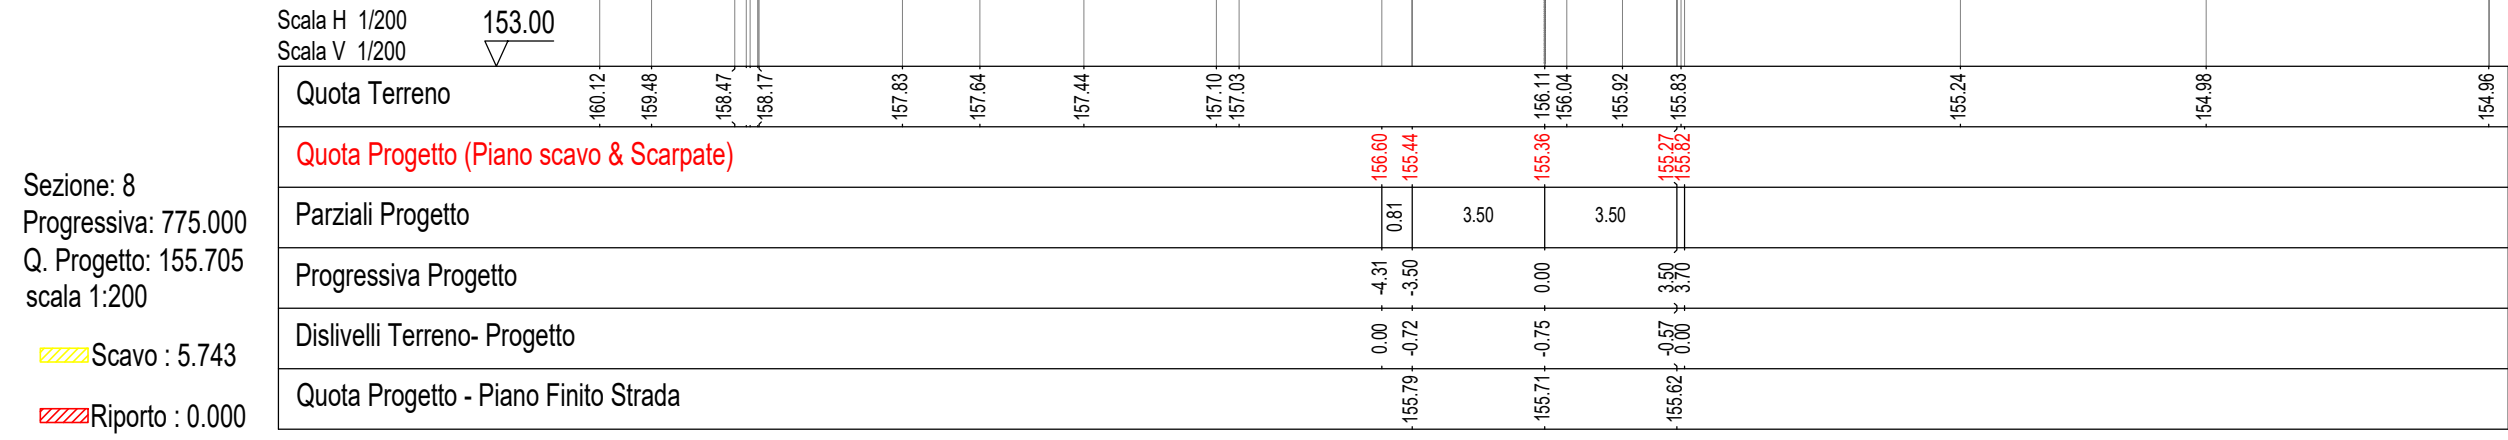 Scala H 1/200
153.00
Scala V 1/200
Quota Terreno
160.12 159.48 158.47 158.17 157.83 157.64 157.44 157.10 157.03 156.11 156.04 155.92 155.83 155.24 154.98 154.96
Quota Progetto (Piano scavo & Scarpate)
156.60 155.44 155.36 155.27 155.82
Sezione: 8
Progressiva: 775.000
Q. Progetto: 155.705
scala 1:200
Parziali Progetto
0.81 3.50 3.50
Progressiva Progetto
-4.31 -3.50 0.00 3.50 3.70
Dislivelli Terreno- Progetto
0.00 -0.72 -0.75 -0.57 0.00
Scavo : 5.743
Quota Progetto - Piano Finito Strada
155.79 155.71 155.62
Riporto : 0.000